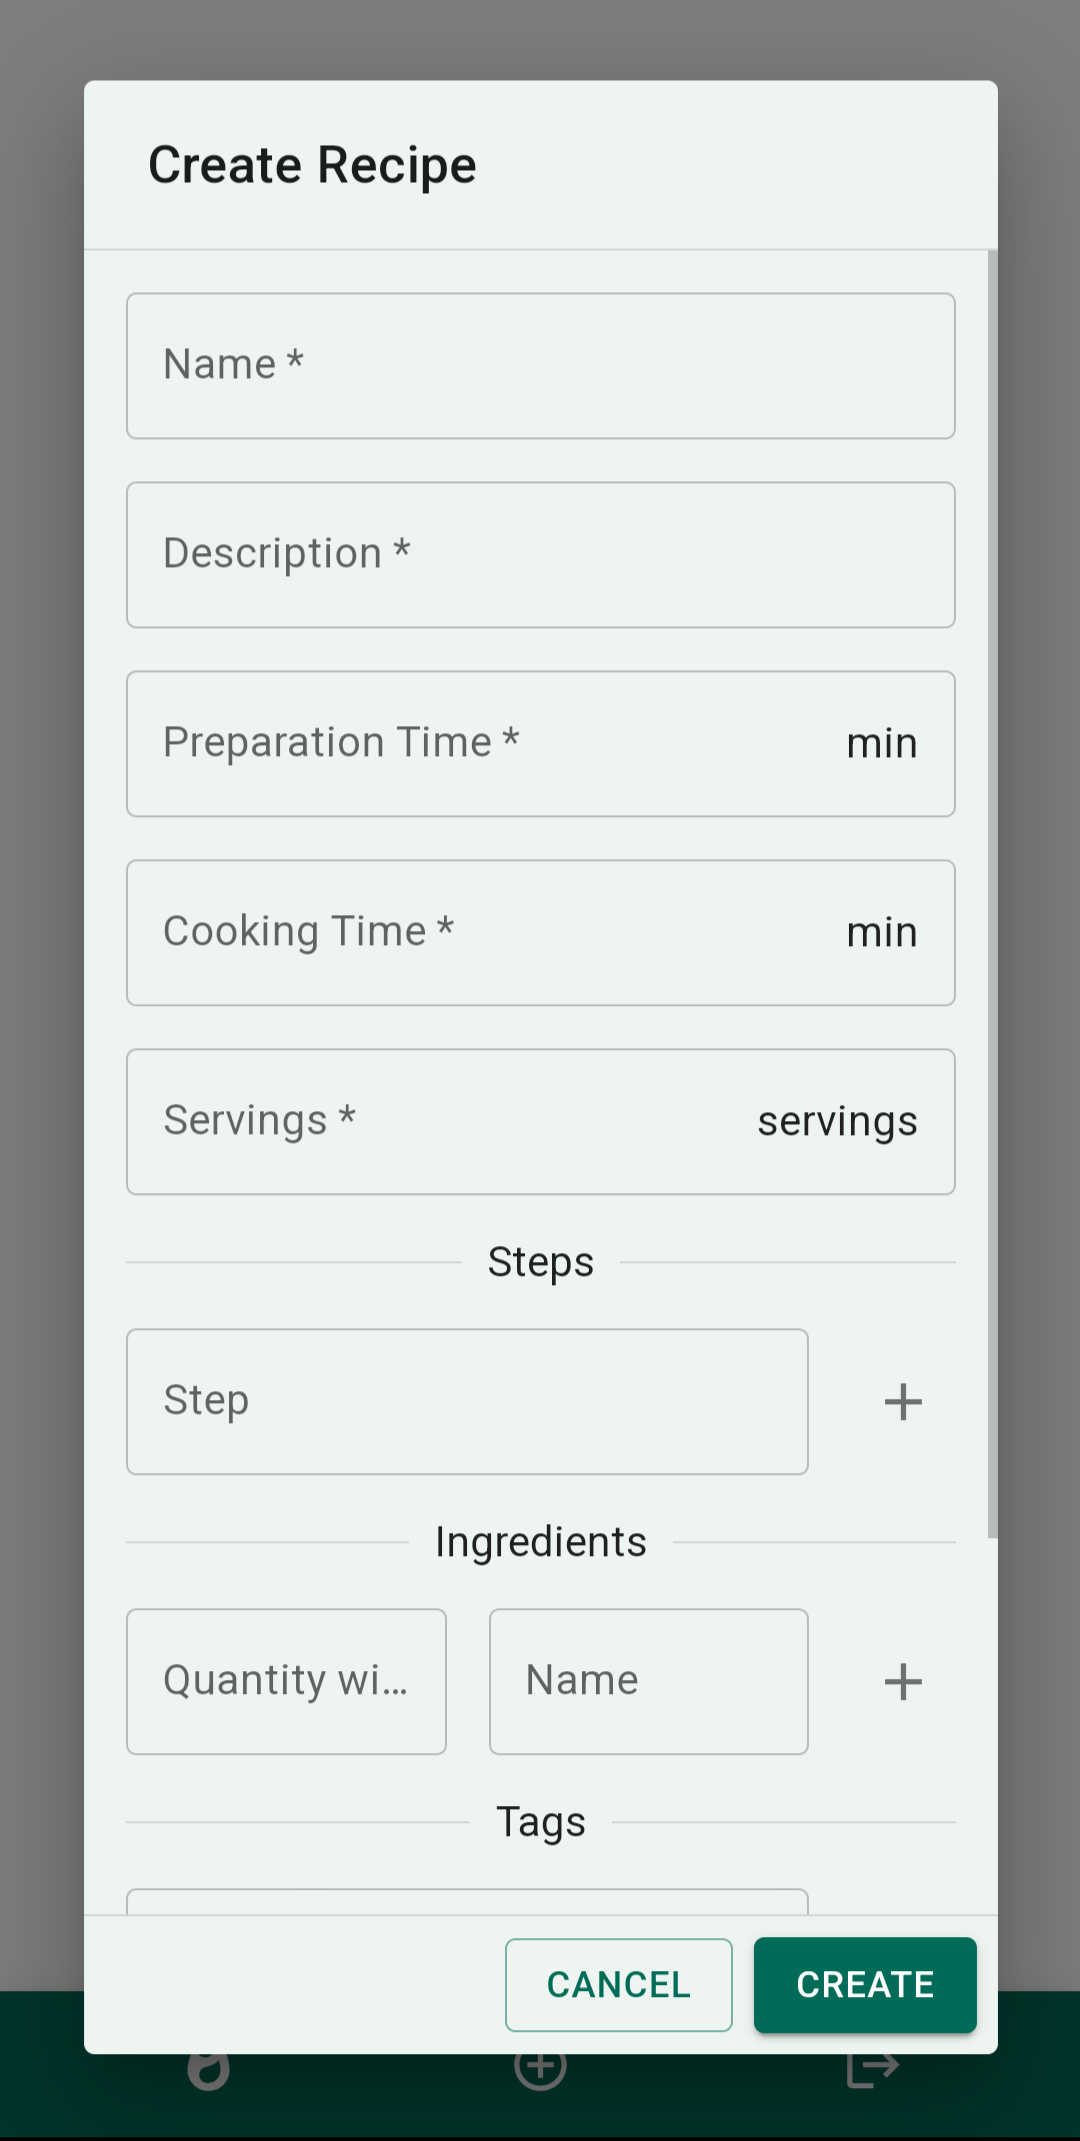 Create Recipe
Name *
Description *
Preparation Time * min
Cooking Time * min
Servings * servings
Steps
Step
Ingredients
Quantity wi... Name
Tags
CANCEL CREATE